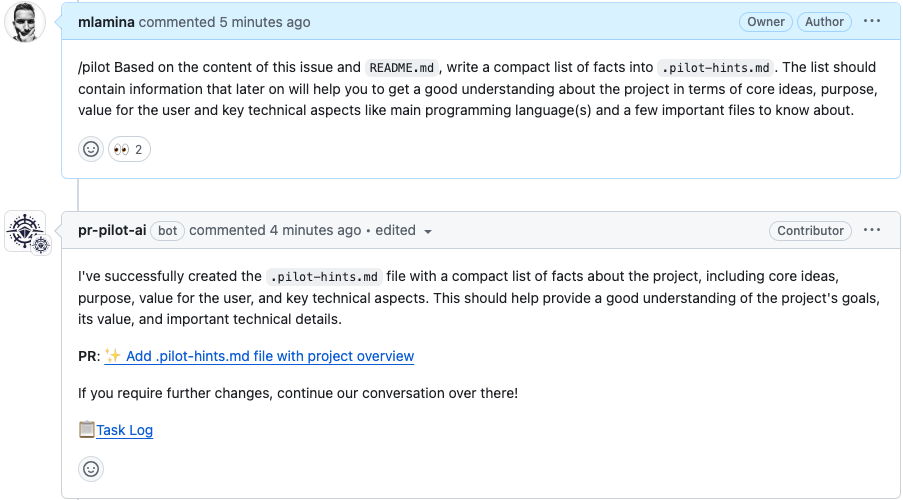 mlamina commented 5 minutes ago Owner Author ...
/pilot Based on the content of this issue and README.md, write a compact list of facts into .pilot-hints.md. The list should
contain information that later on will help you to get a good understanding about the project in terms of core ideas, purpose,
value for the user and key technical aspects like main programming language(s) and a few important files to know about.
👀 2
pr-pilot-ai bot commented 4 minutes ago • edited Contributor ...
I've successfully created the .pilot-hints.md file with a compact list of facts about the project, including core ideas,
purpose, value for the user, and key technical aspects. This should help provide a good understanding of the project's goals,
its value, and important technical details.
PR: ✨ Add .pilot-hints.md file with project overview
If you require further changes, continue our conversation over there!
📋Task Log